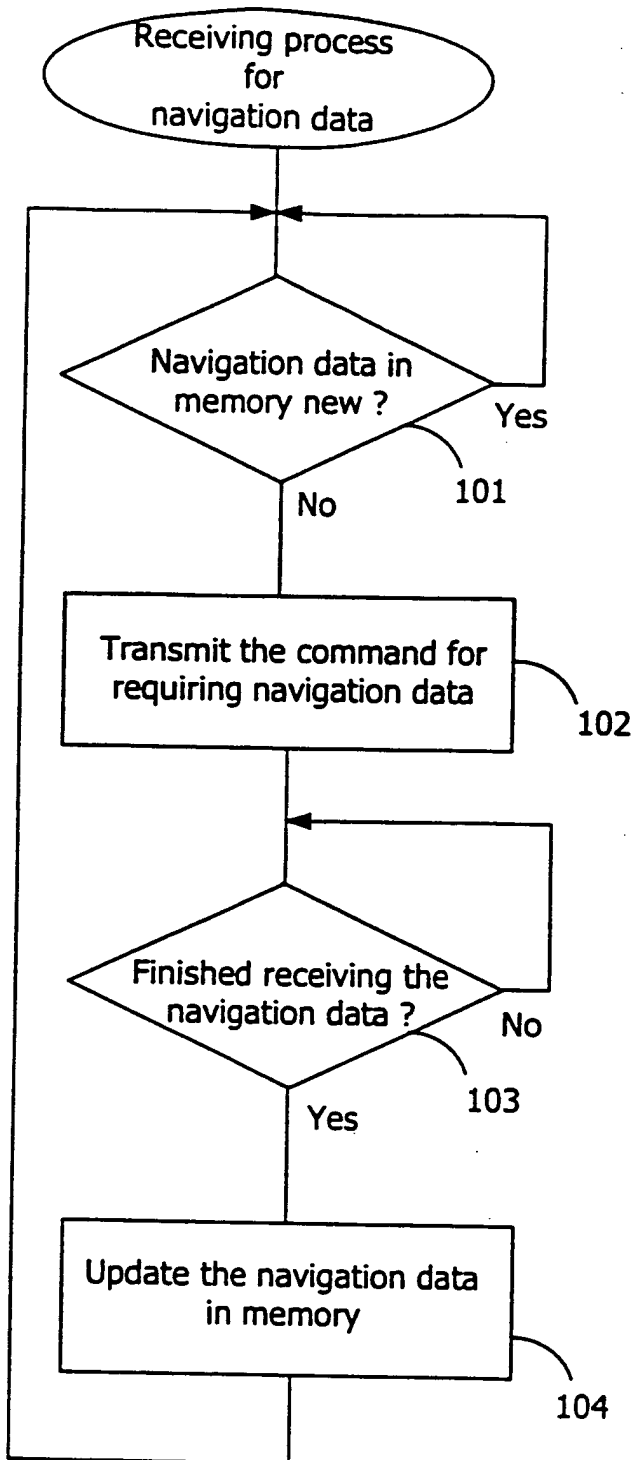 Receiving process
for
navigation data
Navigation data in
memory new ?
Yes
101
No
Transmit the command for
requiring navigation data
102
Finished receiving the
navigation data ?
No
103
Yes
Update the navigation data
in memory
104